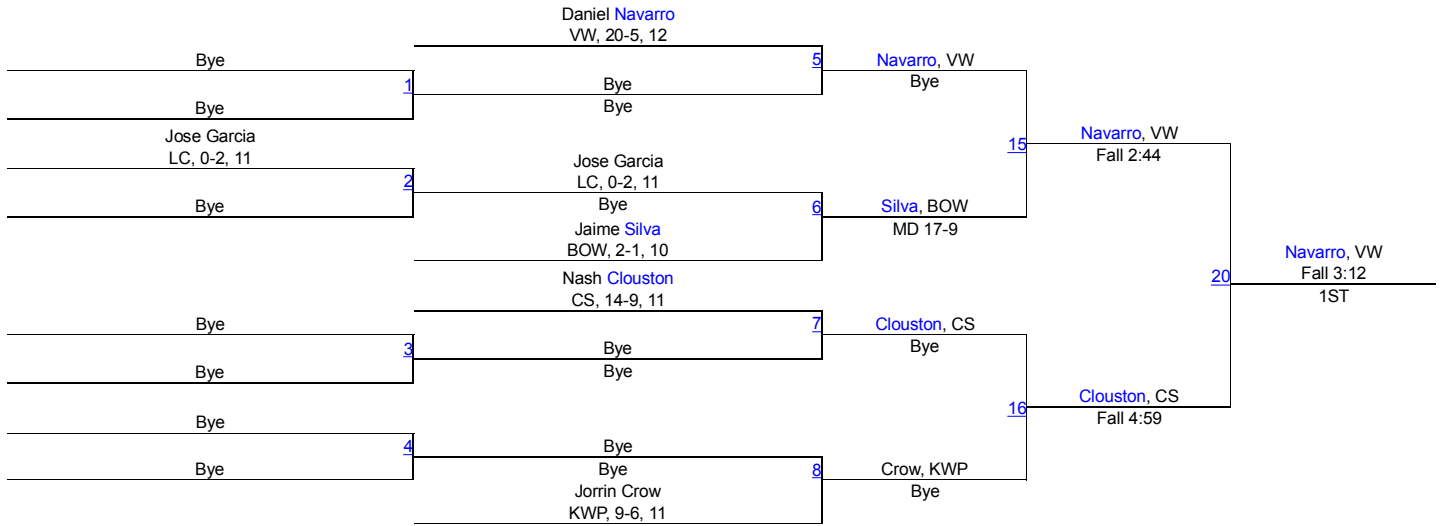 Daniel Navarro
VW, 20-5, 12
Bye
5
Navarro, VW
1
Bye
Bye
Bye
Bye
Jose Garcia
LC, 0-2, 11
15
Navarro, VW
Fall 2:44
2
Jose Garcia
LC, 0-2, 11
Bye
Bye
6
Silva, BOW
MD 17-9
Jaime Silva
BOW, 2-1, 10
20
Navarro, VW
Fall 3:12
1ST
Nash Clouston
CS, 14-9, 11
Bye
7
Clouston, CS
Bye
3
Bye
Bye
Bye
16
Clouston, CS
Fall 4:59
Bye
4
Bye
Bye
Bye
8
Crow, KWP
Bye
Jorrin Crow
KWP, 9-6, 11